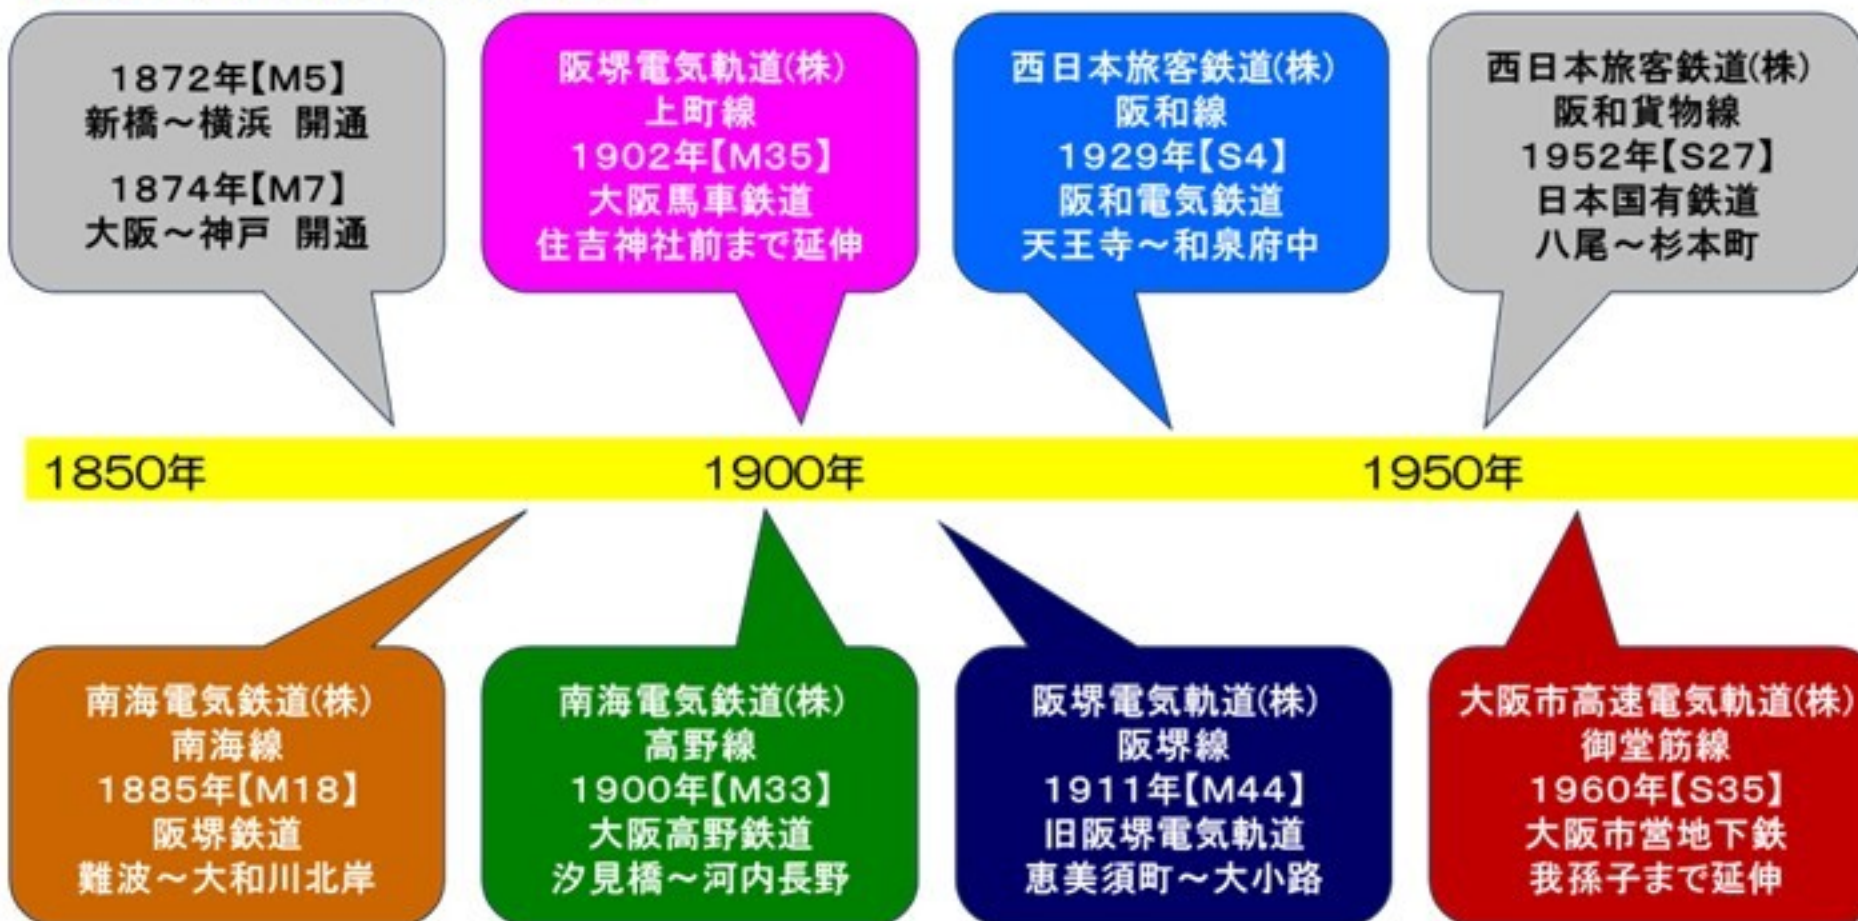 1872年【M5】
新橋～横浜 開通
1874年【M7】
大阪～神戸 開通
阪堺電気軌道(株)
上町線
1902年【M35】
大阪馬車鉄道
住吉神社前まで延伸
西日本旅客鉄道(株)
阪和線
1929年【S4】
阪和電気鉄道
天王寺～和泉府中
西日本旅客鉄道(株)
阪和貨物線
1952年【S27】
日本国有鉄道
八尾～杉本町
1850年 1900年 1950年
南海電気鉄道(株)
南海線
1885年【M18】
阪堺鉄道
難波～大和川北岸
南海電気鉄道(株)
高野線
1900年【M33】
大阪高野鉄道
汐見橋～河内長野
阪堺電気軌道(株)
阪堺線
1911年【M44】
旧阪堺電気軌道
恵美須町～大小路
大阪市高速電気軌道(株)
御堂筋線
1960年【S35】
大阪市営地下鉄
我孫子まで延伸